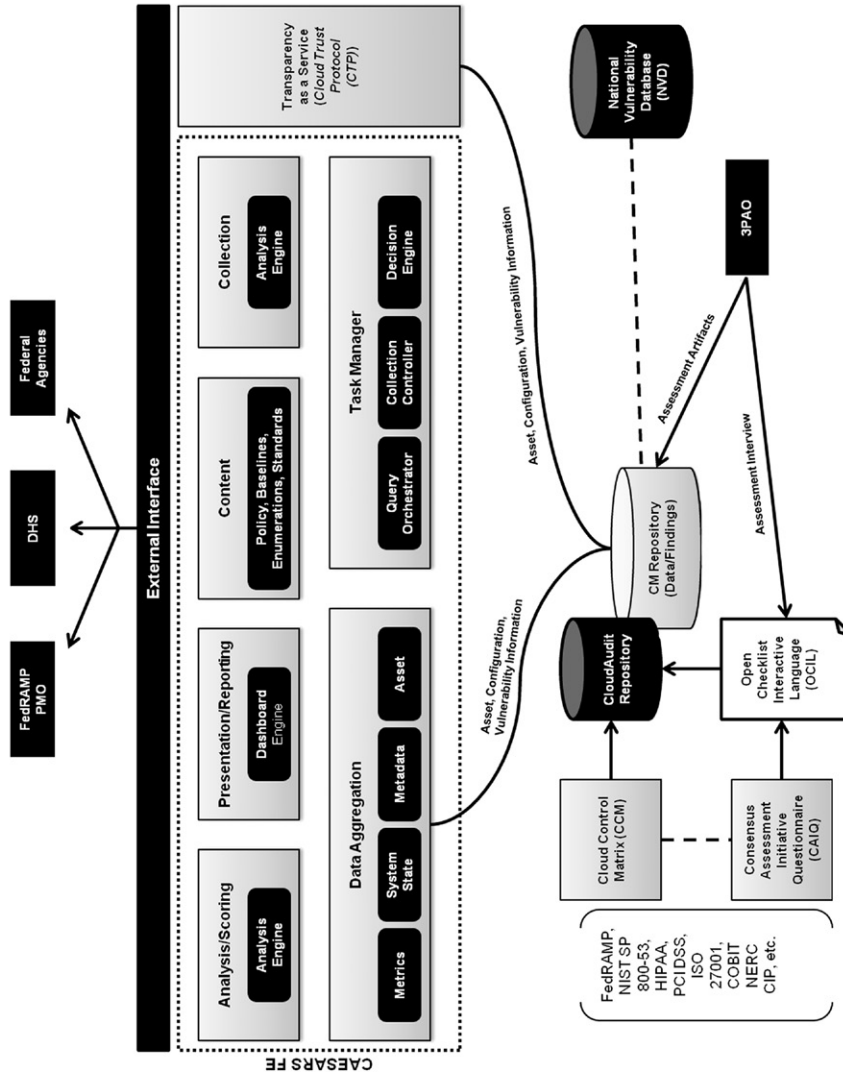 FedRAMP
PMO
DHS
Federal
Agencies
External Interface
CAESARS FE
Analysis/Scoring
Analysis
Engine
Presentation/Reporting
Dashboard
Engine
Content
Policy, Baselines,
Enumerations, Standards
Collection
Analysis
Engine
Transparency
as a Service
(Cloud Trust
Protocol
(CTP))
Data Aggregation
Metrics
System
State
Metadata
Asset
Task Manager
Query
Orchestrator
Collection
Controller
Decision
Engine
Asset, Configuration,
Vulnerability Information
Asset, Configuration, Vulnerability Information
FedRAMP,
NIST SP
800-53,
HIPAA,
PCI DSS,
ISO
27001,
COBIT
NERC
CIP, etc.
Cloud Control
Matrix (CCM)
CloudAudit
Repository
CM Repository
(Data/Findings)
National
Vulnerability
Database
(NVD)
Assessment Artifacts
Assessment Interview
3PAO
Consensus
Assessment
Initiative
Questionnaire
(CAIQ)
Open
Checklist
Interactive
Language
(OCIL)